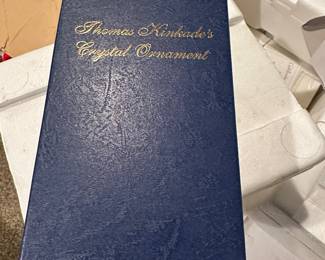 Thomas Kinkade's
Crystal Ornament